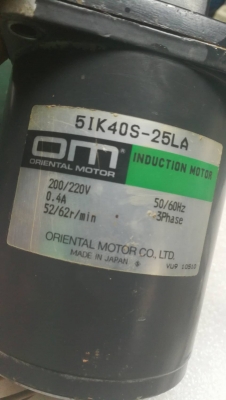 5IK40S-25LA
om
ORIENTAL MOTOR
INDUCTION MOTOR
200/220V 50/60Hz
0.4A 3Phase
52/62r/min
ORIENTAL MOTOR CO., LTD.
MADE IN JAPAN